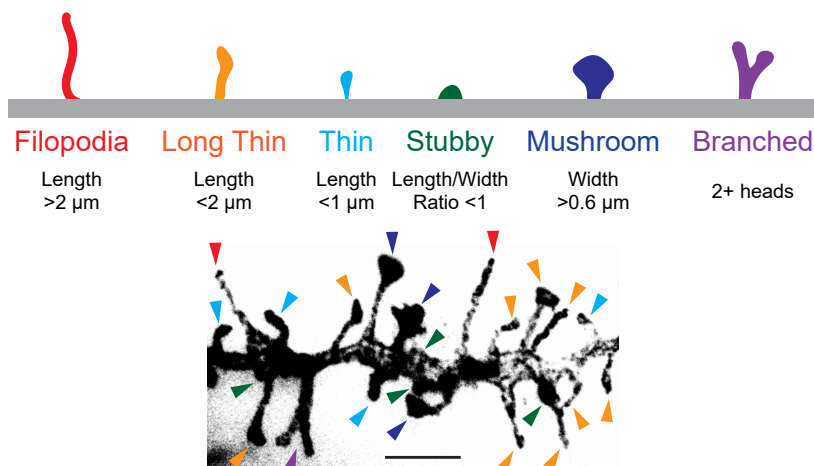 Filopodia Long Thin Thin Stubby Mushroom Branched
Length Length Length Length/Width Width 2+ heads
>2 µm <2 µm <1 µm Ratio <1 >0.6 µm